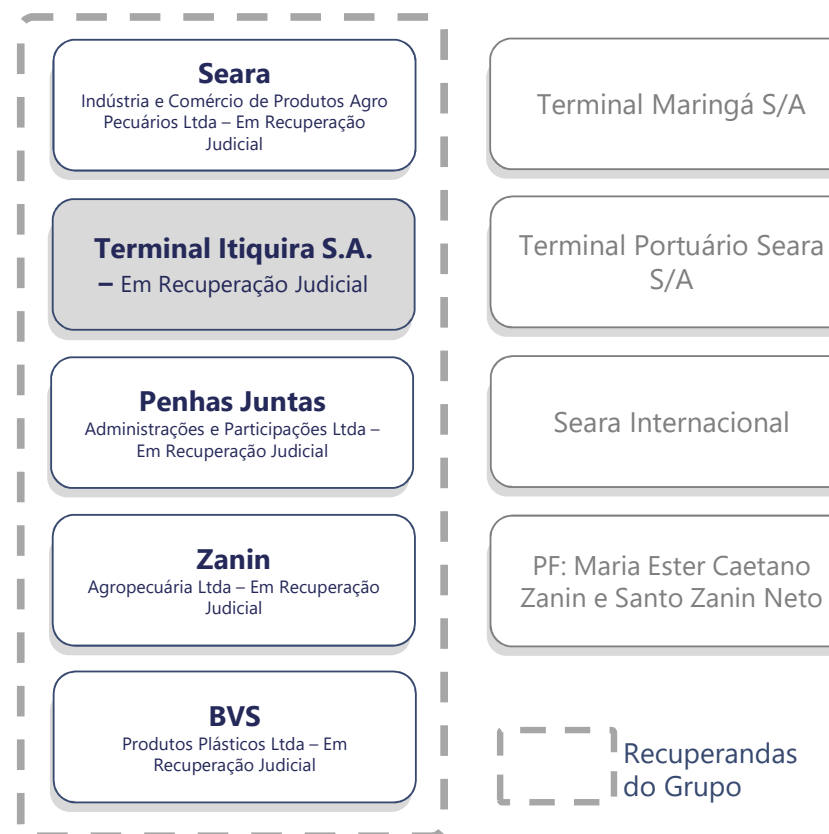 Seara
Indústria e Comércio de Produtos Agro
Pecuários Ltda – Em Recuperação
Judicial
Terminal Itiquira S.A.
– Em Recuperação Judicial
Penhas Juntas
Administrações e Participações Ltda –
Em Recuperação Judicial
Zanin
Agropecuária Ltda – Em Recuperação
Judicial
BVS
Produtos Plásticos Ltda – Em
Recuperação Judicial
Terminal Maringá S/A
Terminal Portuário Seara
S/A
Seara Internacional
PF: Maria Ester Caetano
Zanin e Santo Zanin Neto
Recuperandas
do Grupo